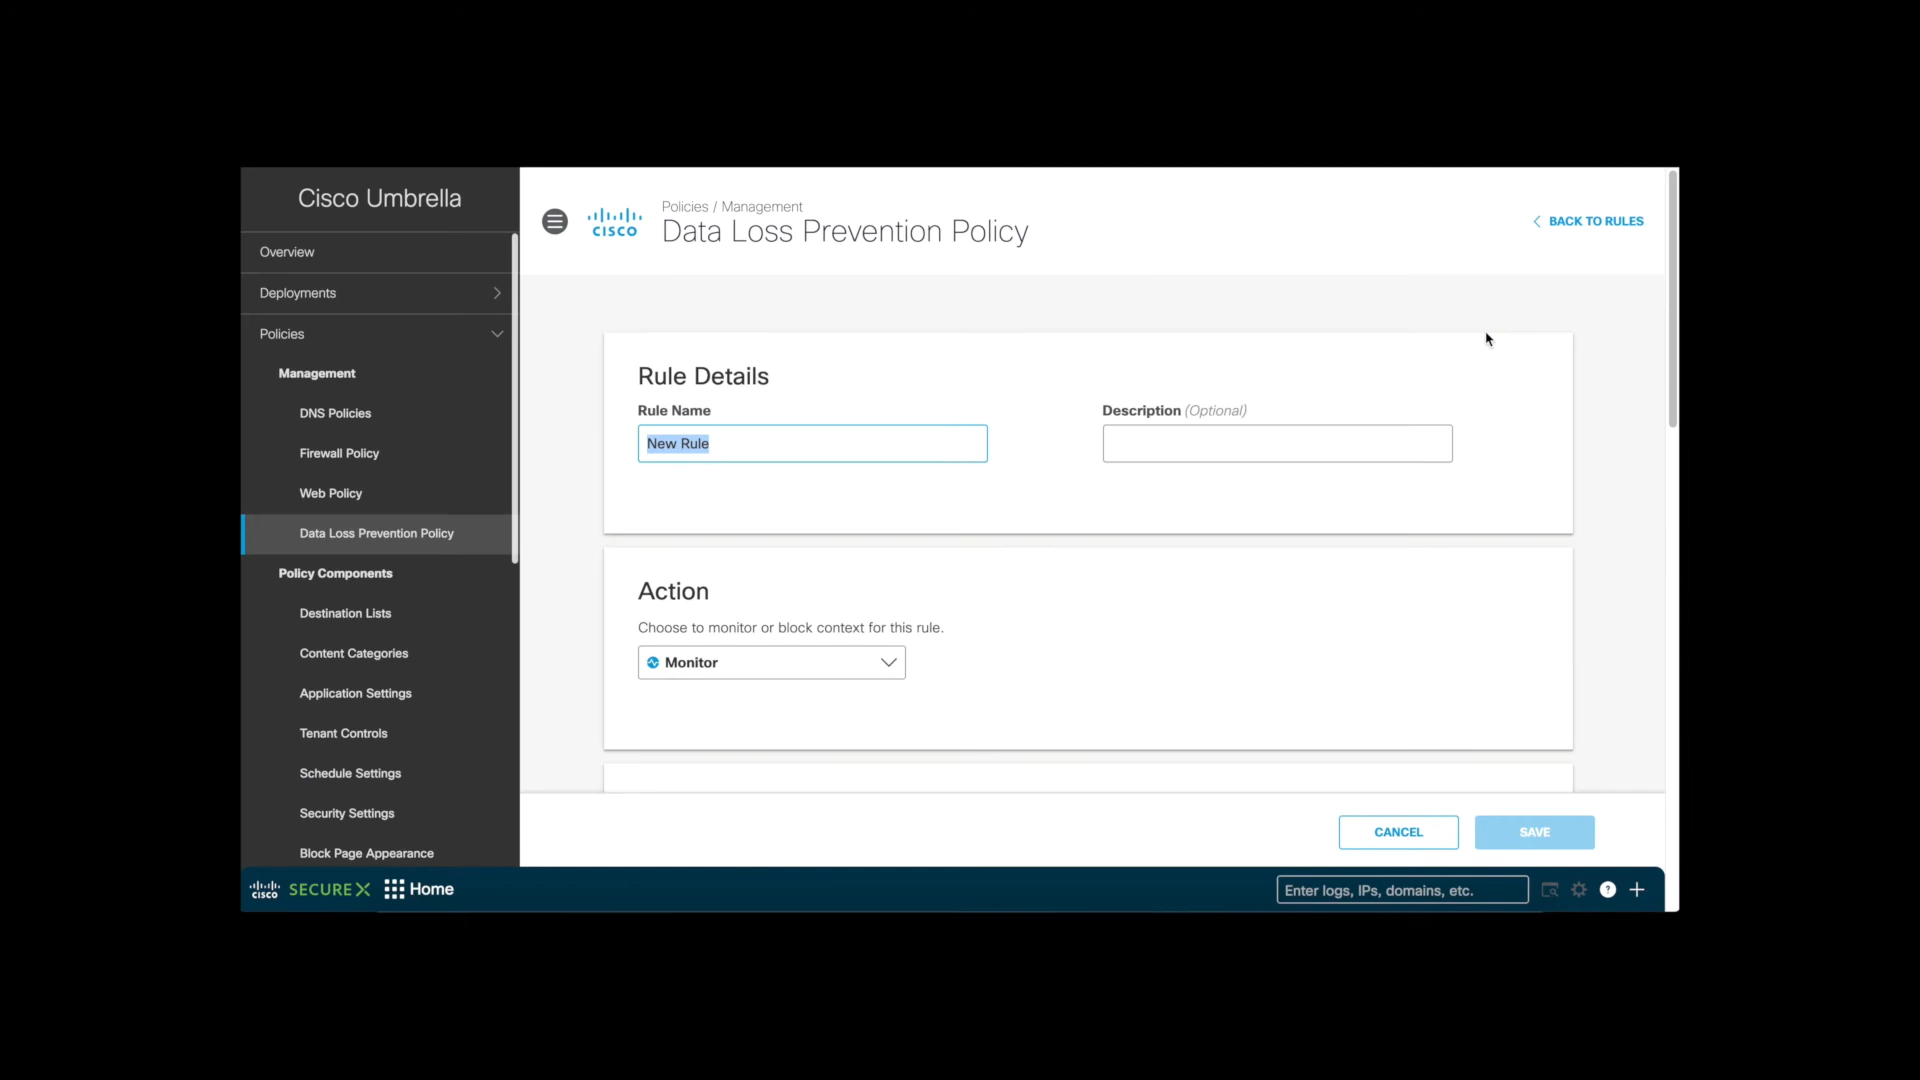 Cisco Umbrella
Overview
Deployments
Policies
Management
DNS Policies
Firewall Policy
Web Policy
Data Loss Prevention Policy
Policy Components
Destination Lists
Content Categories
Application Settings
Tenant Controls
Schedule Settings
Security Settings
Block Page Appearance
CISCO
Policies / Management
Data Loss Prevention Policy
BACK TO RULES
Rule Details
Rule Name
New Rule
Description (Optional)
Action
Choose to monitor or block context for this rule.
Monitor
CANCEL
SAVE
CISCO SECUREX Home
Enter logs, IPs, domains, etc.